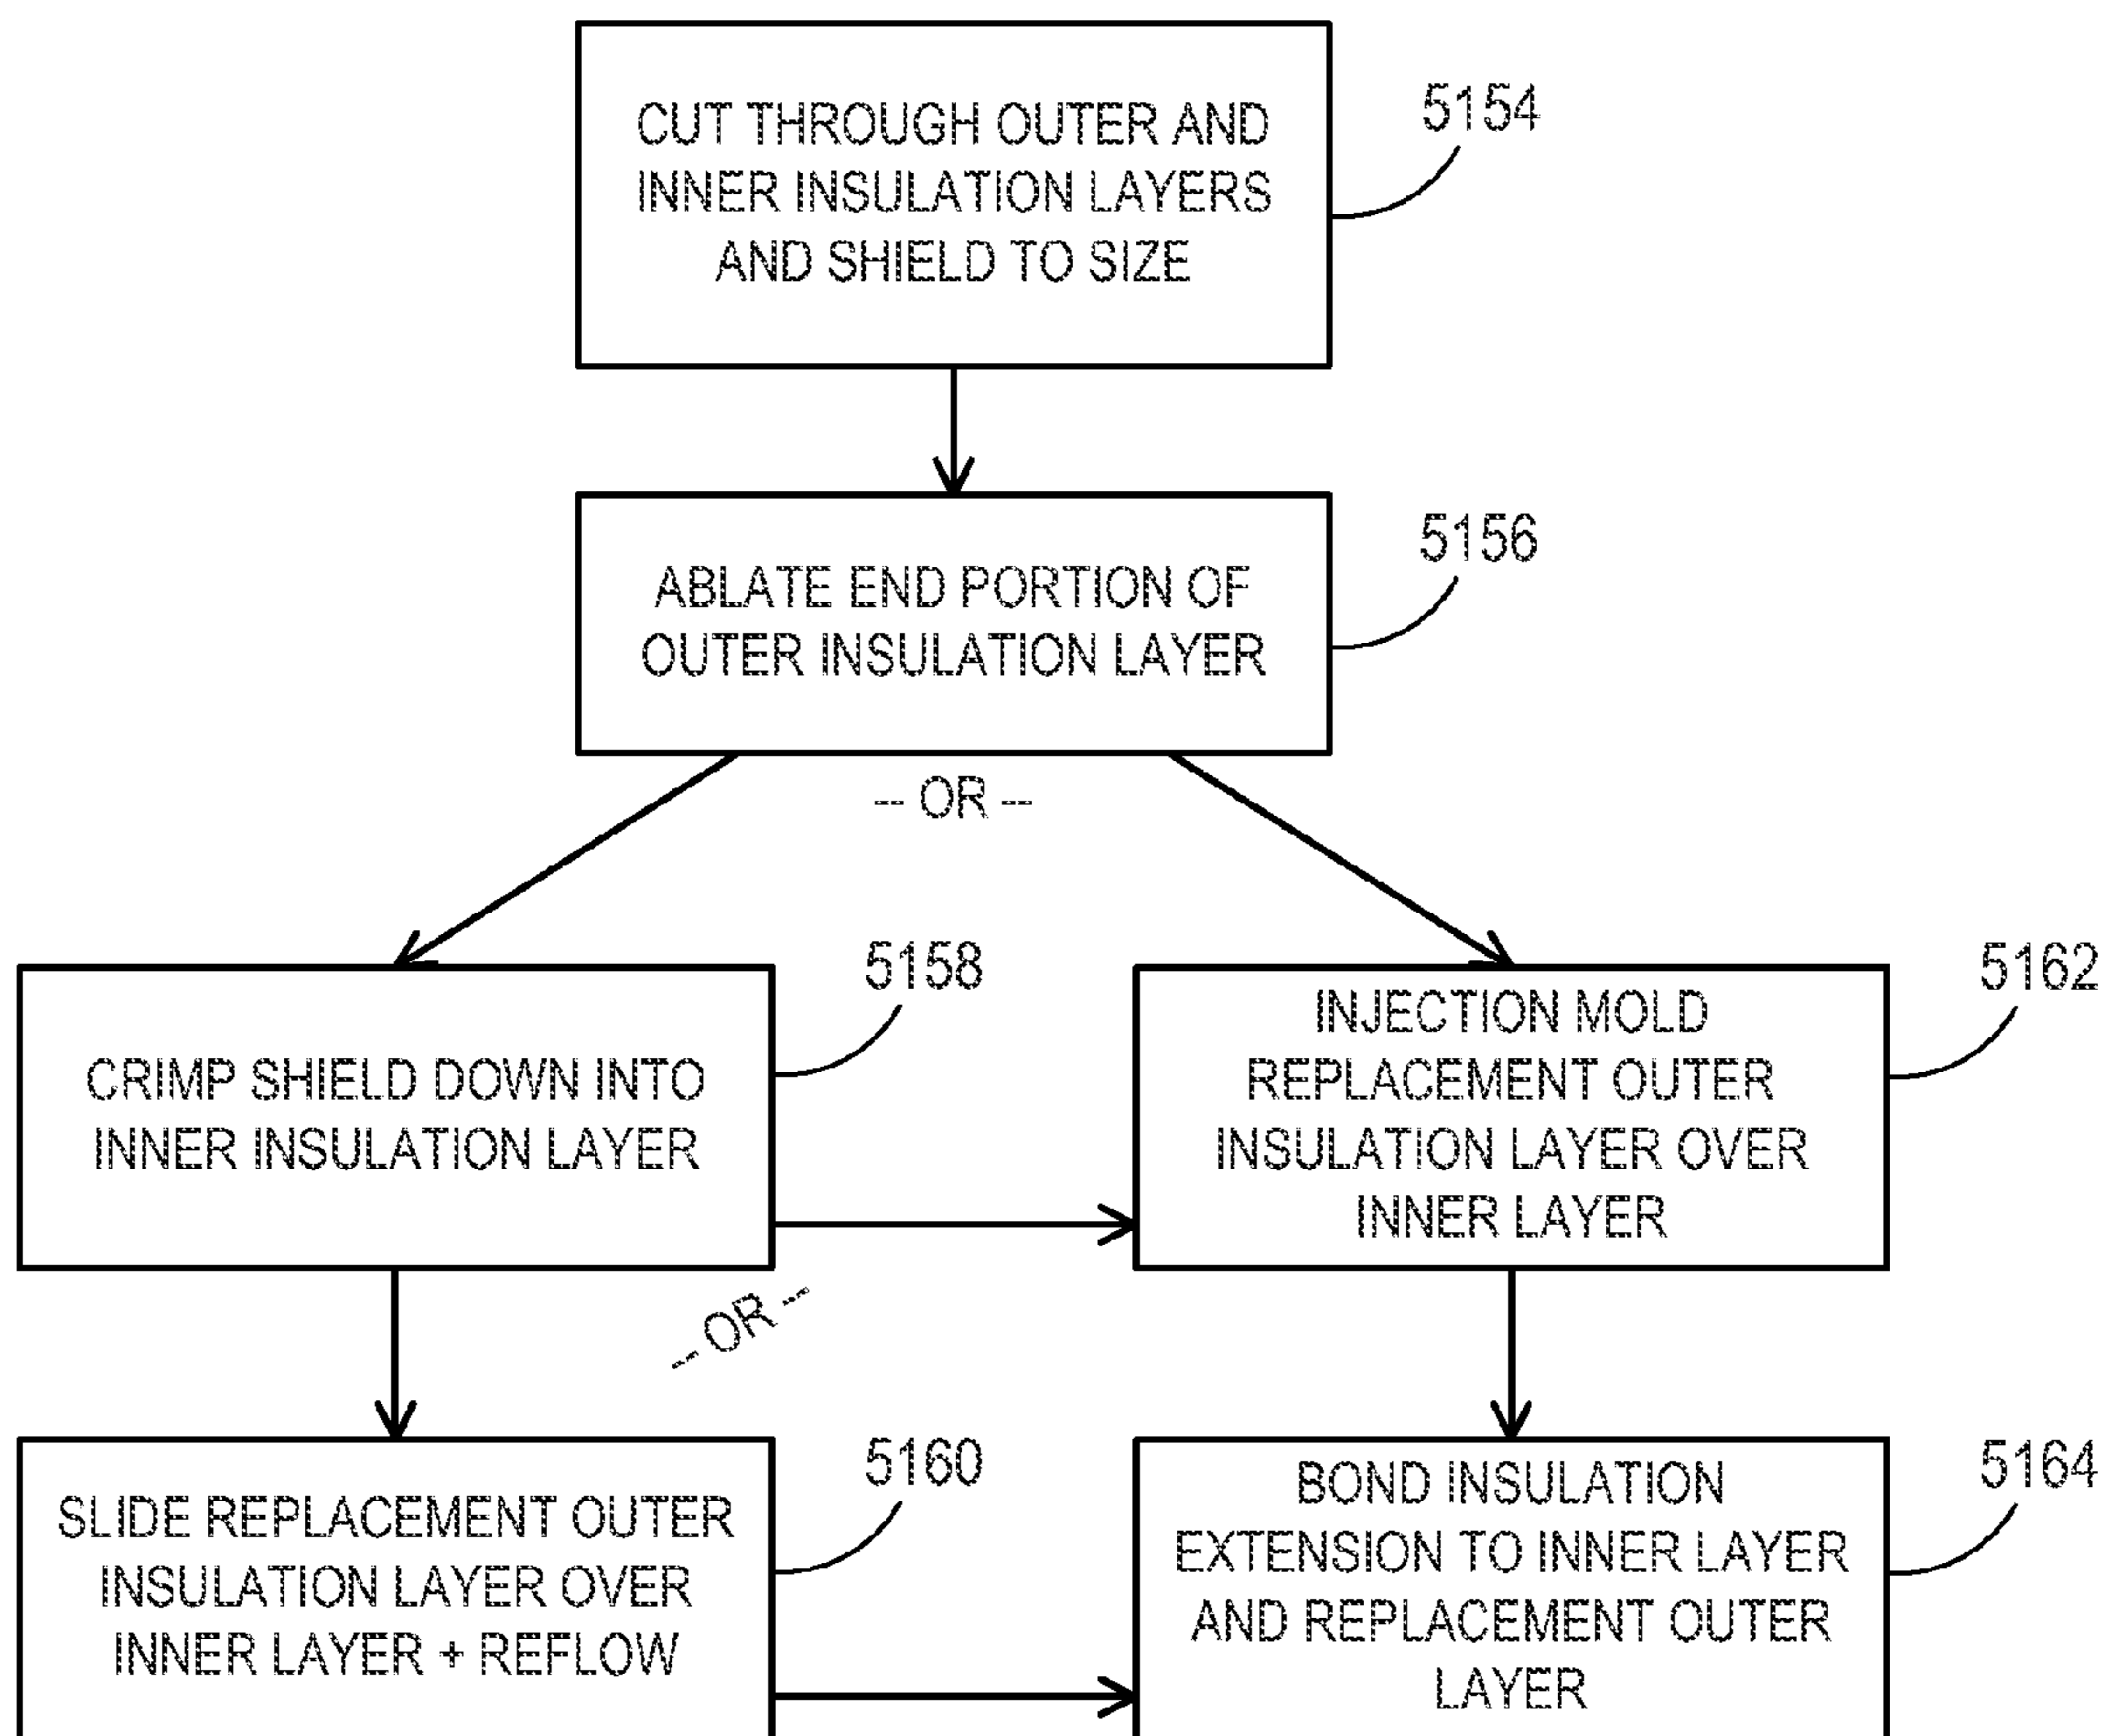 CUT THROUGH OUTER AND
INNER INSULATION LAYERS
AND SHIELD TO SIZE
5154
ABLATE END PORTION OF
OUTER INSULATION LAYER
5156
-- OR --
CRIMP SHIELD DOWN INTO
INNER INSULATION LAYER
5158
INJECTION MOLD
REPLACEMENT OUTER
INSULATION LAYER OVER
INNER LAYER
5162
-- OR --
SLIDE REPLACEMENT OUTER
INSULATION LAYER OVER
INNER LAYER + REFLOW
5160
BOND INSULATION
EXTENSION TO INNER LAYER
AND REPLACEMENT OUTER
LAYER
5164